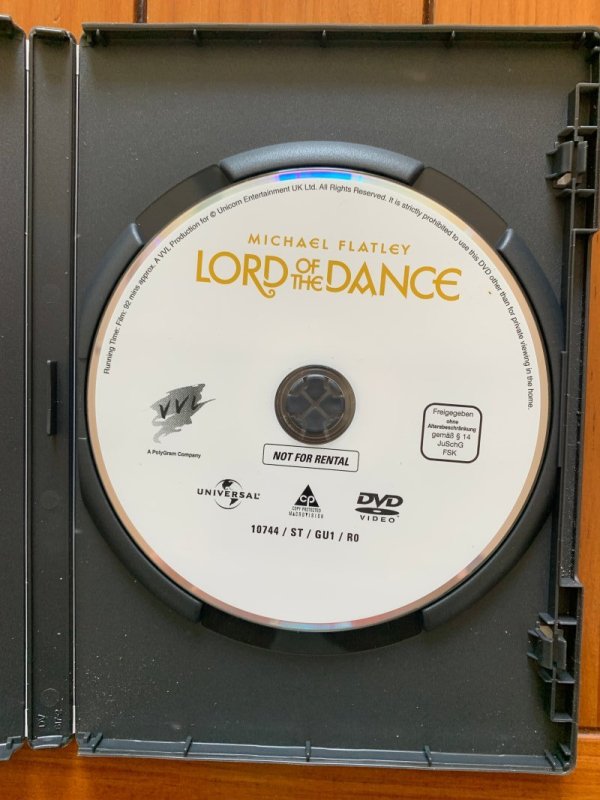 Running Time: Film: 92 mins approx. A VVL Production for © Unicorn Entertainment UK Ltd. All Rights Reserved. It is strictly prohibited to use this DVD other than for private viewing in the home.
MICHAEL FLATLEY
LORD OF THE DANCE
VVL
A PolyGram Company
NOT FOR RENTAL
Freigegeben
ohne
Altersbeschränkung
gemäß § 14
JuSchG
FSK
UNIVERSAL
CP
COPY PROTECTED
MACROVISION
DVD
VIDEO
10744 / ST / GU1 / R0